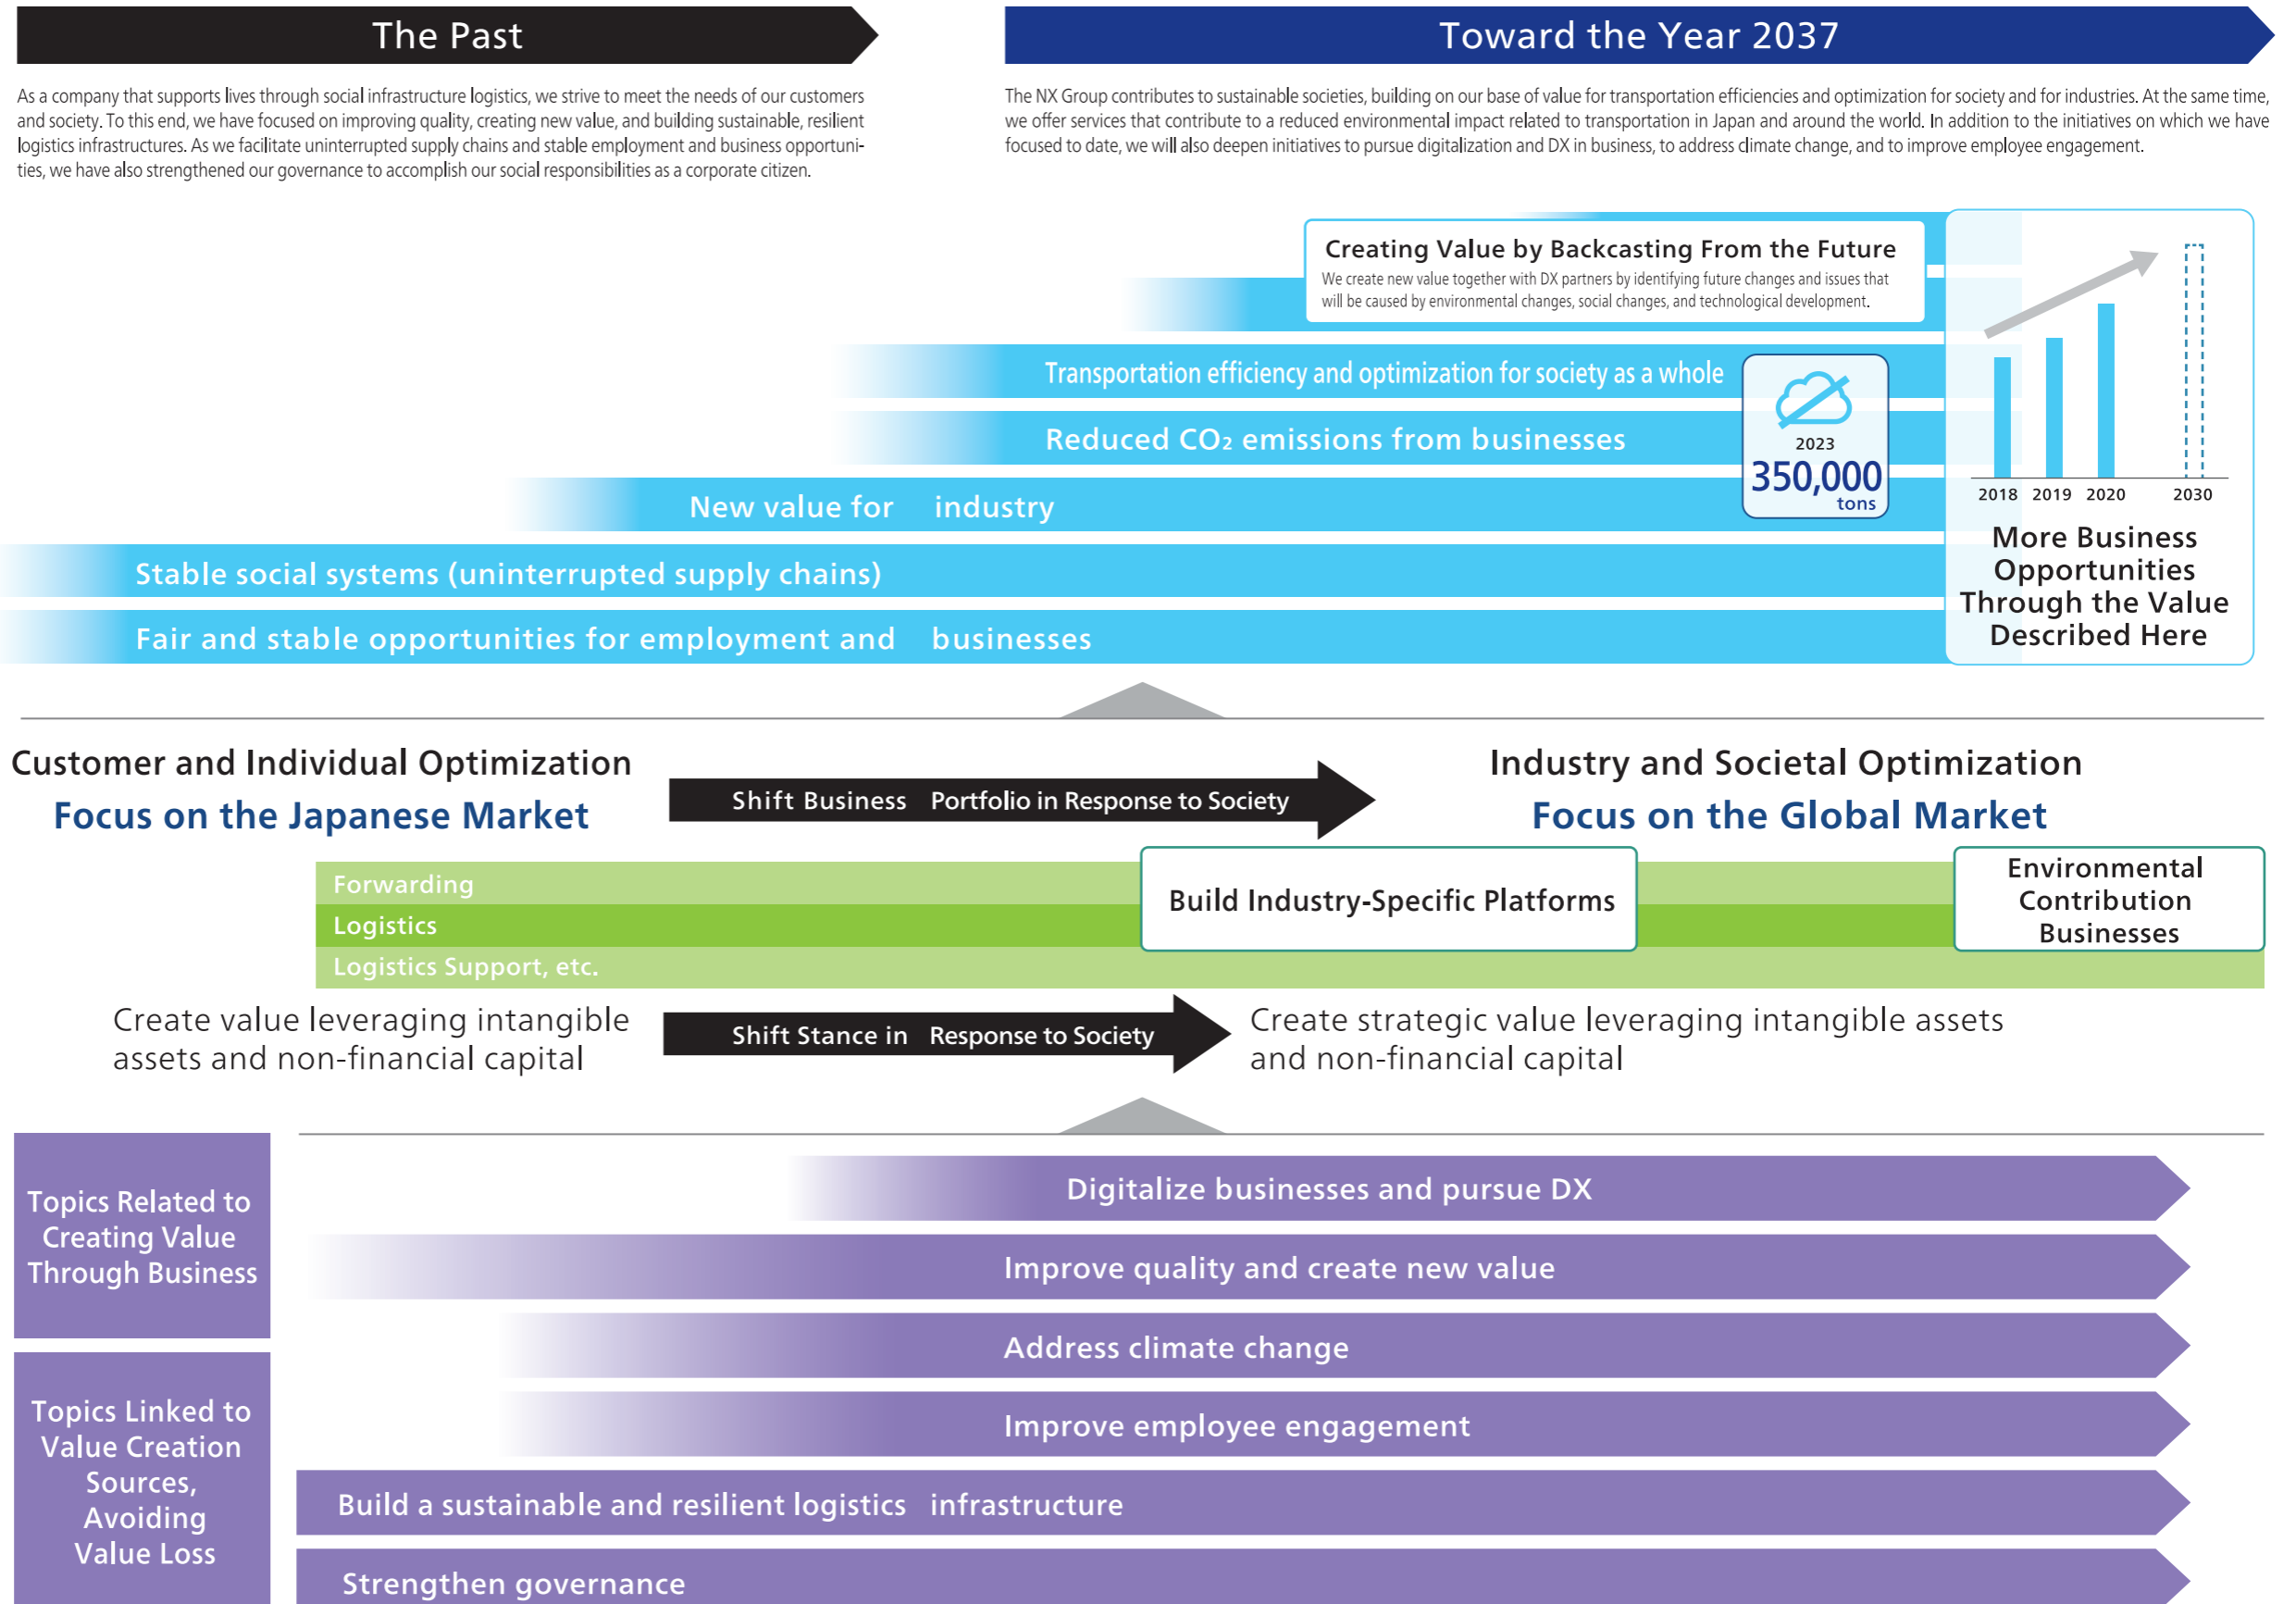 The Past
As a company that supports lives through social infrastructure logistics, we strive to meet the needs of our customers
and society. To this end, we have focused on improving quality, creating new value, and building sustainable, resilient
logistics infrastructures. As we facilitate uninterrupted supply chains and stable employment and business opportuni-
ties, we have also strengthened our governance to accomplish our social responsibilities as a corporate citizen.
Toward the Year 2037
The NX Group contributes to sustainable societies, building on our base of value for transportation efficiencies and optimization for society and for industries. At the same time,
we offer services that contribute to a reduced environmental impact related to transportation in Japan and around the world. In addition to the initiatives on which we have
focused to date, we will also deepen initiatives to pursue digitalization and DX in business, to address climate change, and to improve employee engagement.
Creating Value by Backcasting From the Future
We create new value together with DX partners by identifying future changes and issues that
will be caused by environmental changes, social changes, and technological development.
Transportation efficiency and optimization for society as a whole
Reduced CO₂ emissions from businesses
2023
350,000
tons
New value for industry
Stable social systems (uninterrupted supply chains)
Fair and stable opportunities for employment and businesses
2018 2019 2020 2030
More Business
Opportunities
Through the Value
Described Here
Customer and Individual Optimization
Focus on the Japanese Market
Shift Business Portfolio in Response to Society
Industry and Societal Optimization
Focus on the Global Market
Forwarding
Logistics
Logistics Support, etc.
Build Industry-Specific Platforms
Environmental
Contribution
Businesses
Create value leveraging intangible
assets and non-financial capital
Shift Stance in Response to Society
Create strategic value leveraging intangible assets
and non-financial capital
Topics Related to
Creating Value
Through Business
Digitalize businesses and pursue DX
Improve quality and create new value
Address climate change
Topics Linked to
Value Creation
Sources,
Avoiding
Value Loss
Improve employee engagement
Build a sustainable and resilient logistics infrastructure
Strengthen governance